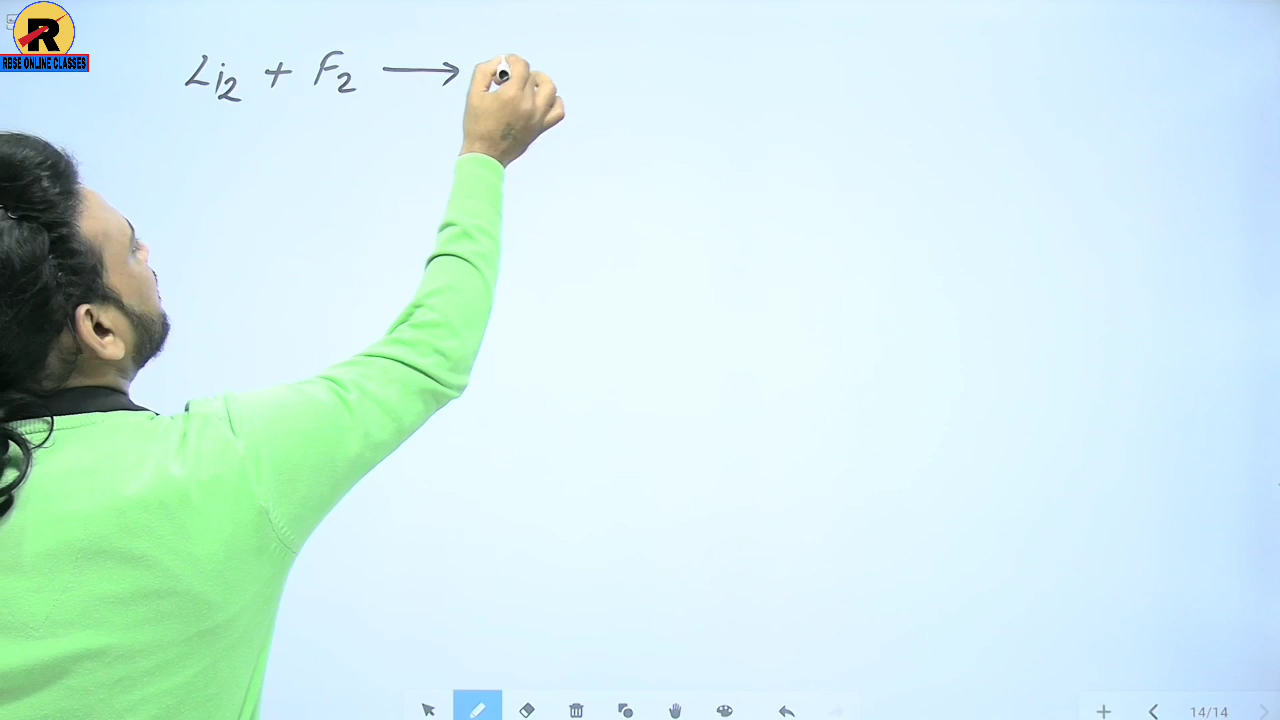 R
RBSE ONLINE CLASSES
Li₂ + F₂ ⟶
14/14